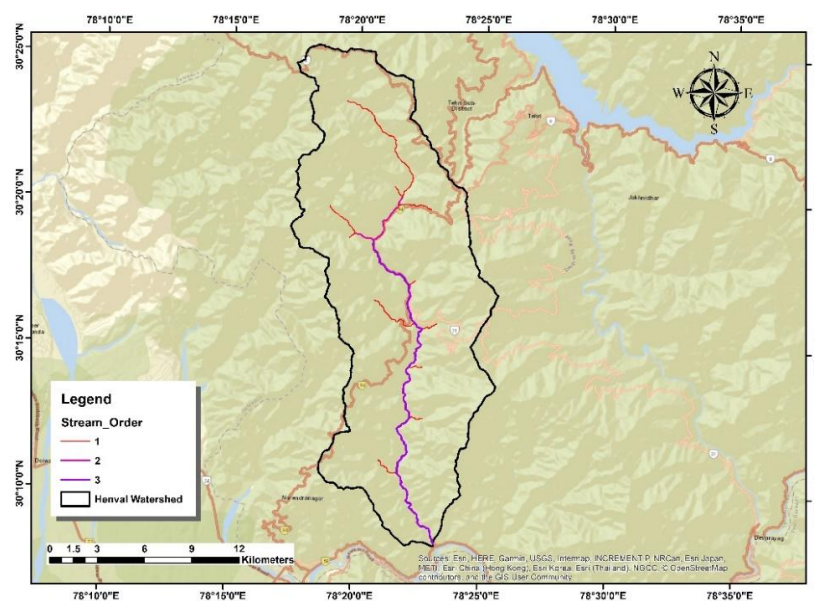 78°10'0"E 78°15'0"E 78°20'0"E 78°25'0"E 78°30'0"E 78°35'0"E
30°25'0"N
30°20'0"N
30°15'0"N
30°10'0"N
N
W E
S
Tehri
Jakhnidhar
Narendranagar
Devprayag
Legend
Stream_Order
1
2
3
Henval Watershed
0 1.5 3 6 9 12
Kilometers
Sources: Esri, HERE, Garmin, USGS, Intermap, INCREMENT P, NRCan, Esri Japan,
METI, Esri China (Hong Kong), Esri Korea, Esri (Thailand), NGCC, © OpenStreetMap
contributors, and the GIS User Community
78°10'0"E 78°15'0"E 78°20'0"E 78°25'0"E 78°30'0"E 78°35'0"E